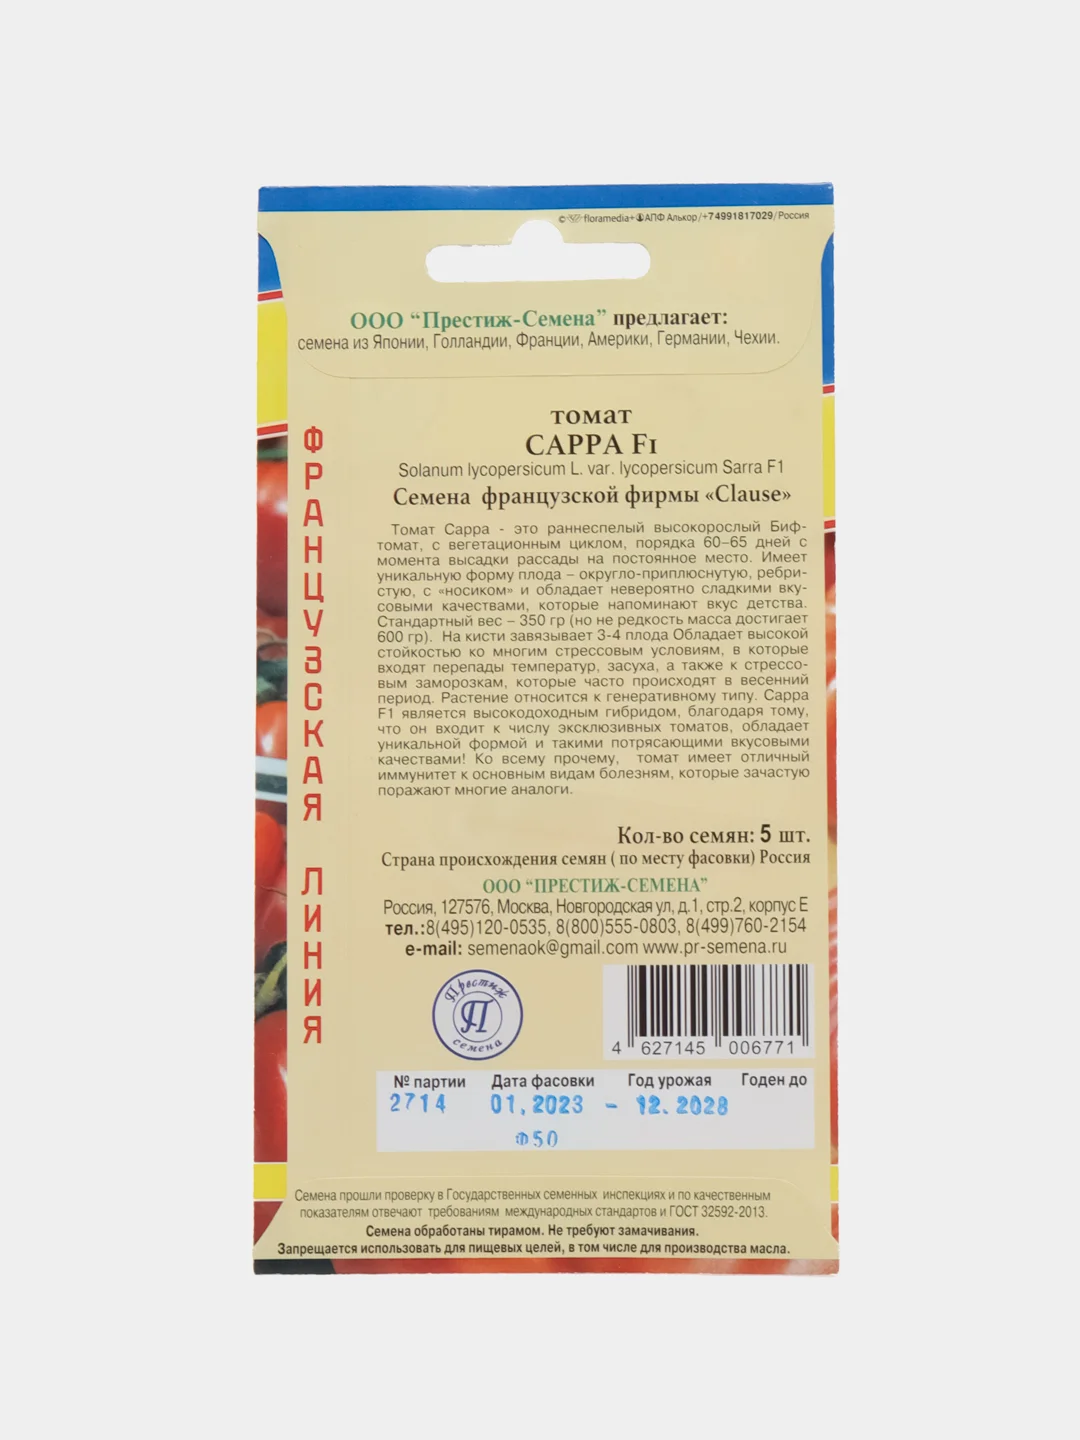 © floramedia+ АПФ Алькор/+74991817029/Россия
ООО “Престиж-Семена” предлагает:
семена из Японии, Голландии, Франции, Америки, Германии, Чехии.
ФРАНЦУЗСКАЯ ЛИНИЯ
томат
САРРА F1
Solanum lycopersicum L. var. lycopersicum Sarra F1
Семена французской фирмы «Clause»
Томат Сарра - это раннеспелый высокорослый Биф-
томат, с вегетационным циклом, порядка 60–65 дней с
момента высадки рассады на постоянное место. Имеет
уникальную форму плода – округло-приплюснутую, ребри-
стую, с «носиком» и обладает невероятно сладкими вку-
совыми качествами, которые напоминают вкус детства.
Стандартный вес – 350 гр (но не редкость масса достигает
600 гр). На кисти завязывает 3-4 плода Обладает высокой
стойкостью ко многим стрессовым условиям, в которые
входят перепады температур, засуха, а также к стрессо-
вым заморозкам, которые часто происходят в весенний
период. Растение относится к генеративному типу. Сарра
F1 является высокодоходным гибридом, благодаря тому,
что он входит к числу эксклюзивных томатов, обладает
уникальной формой и такими потрясающими вкусовыми
качествами! Ко всему прочему, томат имеет отличный
иммунитет к основным видам болезням, которые зачастую
поражают многие аналоги.
Кол-во семян: 5 шт.
Страна происхождения семян ( по месту фасовки) Россия
ООО “ПРЕСТИЖ-СЕМЕНА”
Россия, 127576, Москва, Новгородская ул, д.1, стр.2, корпус Е
тел.:8(495)120-0535, 8(800)555-0803, 8(499)760-2154
e-mail: semenaok@gmail.com www.pr-semena.ru
Престиж
П
семена
4 627145 006771
№ партии Дата фасовки Год урожая Годен до
2714 01.2023 - 12.2028
Ф50
Семена прошли проверку в Государственных семенных инспекциях и по качественным
показателям отвечают требованиям международных стандартов и ГОСТ 32592-2013.
Семена обработаны тирамом. Не требуют замачивания.
Запрещается использовать для пищевых целей, в том числе для производства масла.